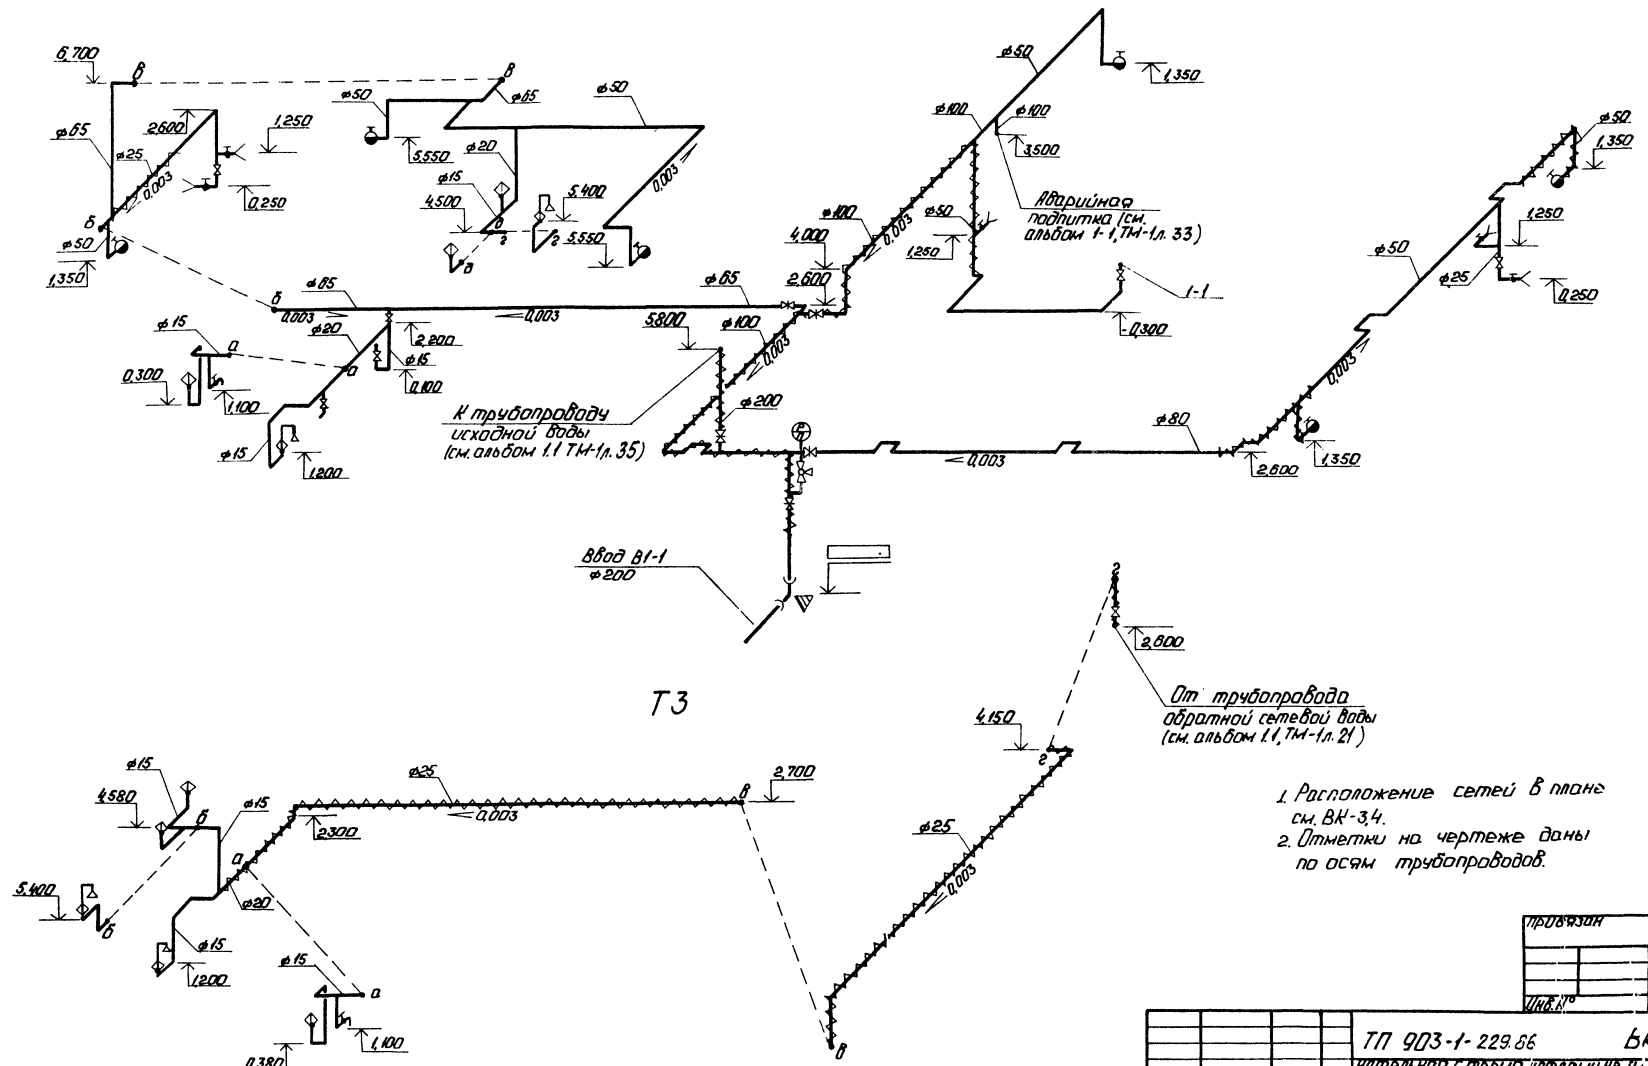 6,700
в
в
ф65
ф50
ф50
ф65
ф25
2600
1,250
0,003
0,250
б
ф50
1,350
5,550
ф20
ф15
4,500
в
г
г
5,400
5,550
0,003
в
ф50
1,350
ф100
ф100
3,500
Аварийная
подпитка (см.
альбом 1-1, ТМ-1 л. 33)
ф100
0,003
4,000
2,600
ф50
1,250
1-1
-0,300
ф50
1,350
ф50
1,250
ф25
0,250
б
ф65
0,003
0,003
ф65
ф15
а
ф20
а
2,200
ф15
0,100
0,300
1,100
ф15
1,200
5,800
ф100
0,003
ф200
К трубопроводу
исходной воды
(см. альбом 1.1 ТМ-1 л. 35)
0,003
ф80
2,600
1,350
0,003
Ввод В1-1
ф200
Т3
г
2,600
От трубопровода
обратной сетевой воды
(см. альбом 1.1, ТМ-1 л. 21)
4,150
г
ф25
0,003
в
ф15
4,580
б
ф15
ф25
0,003
в
2,700
2300
а
ф20
5,400
б
ф15
1,200
ф15
а
1,100
0,380
1. Расположение сетей в плане
см. ВК-3,4.
2. Отметки на чертеже даны
по осям трубопроводов.
Привязан
Инв.№
ТП 903-1-229.86
ВК